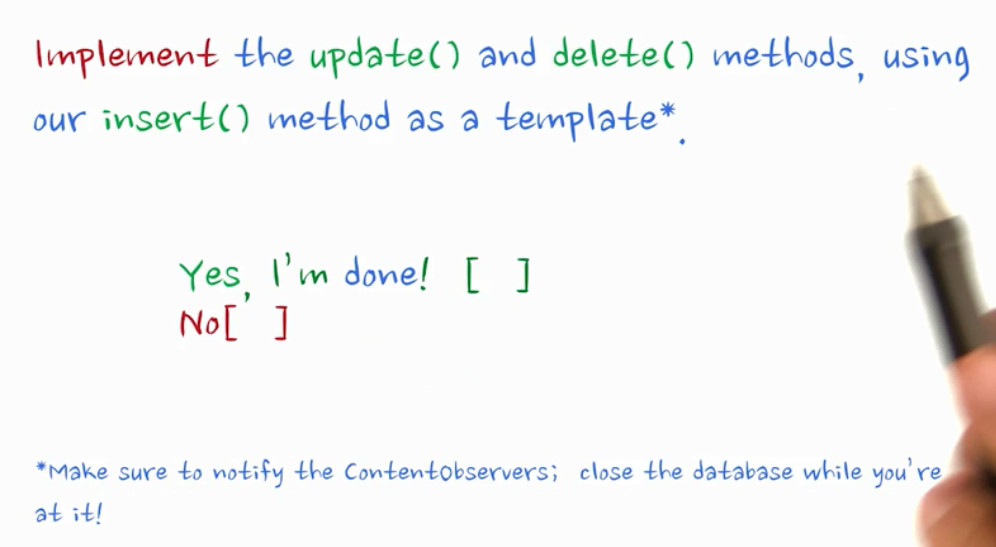 Implement the update() and delete() methods, using
our insert() method as a template*.
Yes, I'm done! [ ]
No[ ]
*Make sure to notify the ContentObservers; close the database while you're
at it!